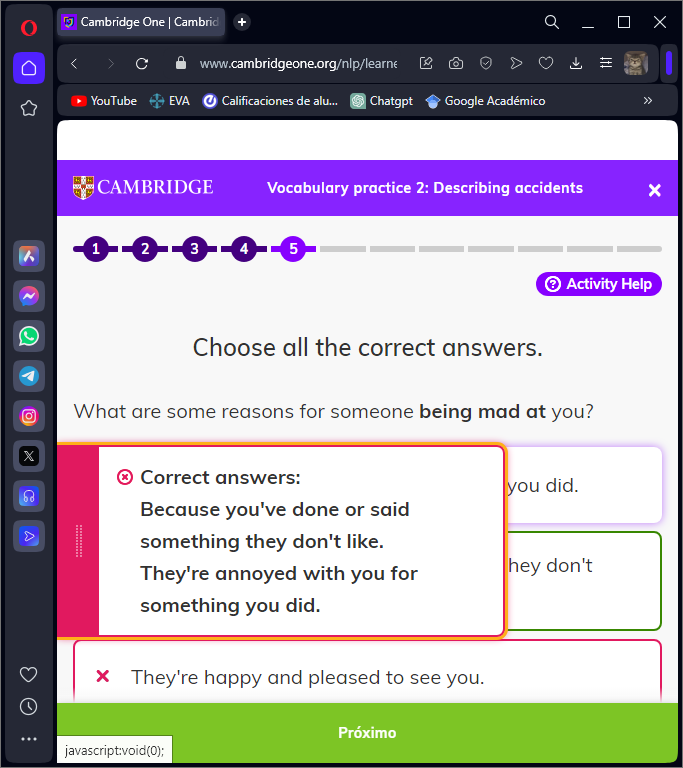 Cambridge One | Cambrid
www.cambridgeone.org/nlp/learne
YouTube
EVA
Calificaciones de alu...
Chatgpt
Google Académico
»
CAMBRIDGE
Vocabulary practice 2: Describing accidents
1 2 3 4 5
? Activity Help
Choose all the correct answers.
What are some reasons for someone being mad at you?
Correct answers:
Because you've done or said
something they don't like.
They're annoyed with you for
something you did.
you did.
hey don't
They're happy and pleased to see you.
Próximo
javascript:void(0);